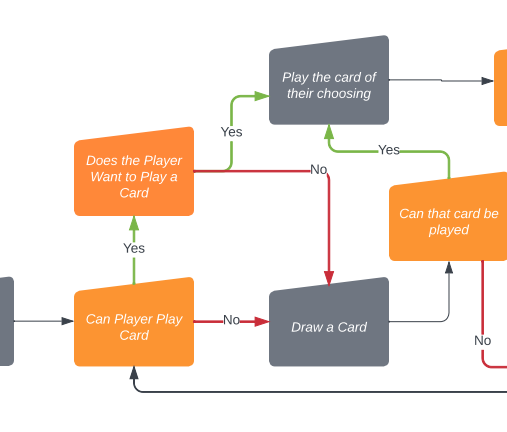 Play the card of
their choosing
Yes
Does the Player
Want to Play a
Card
No
Yes
Can that card be
played
Yes
Can Player Play
Card
No
Draw a Card
No